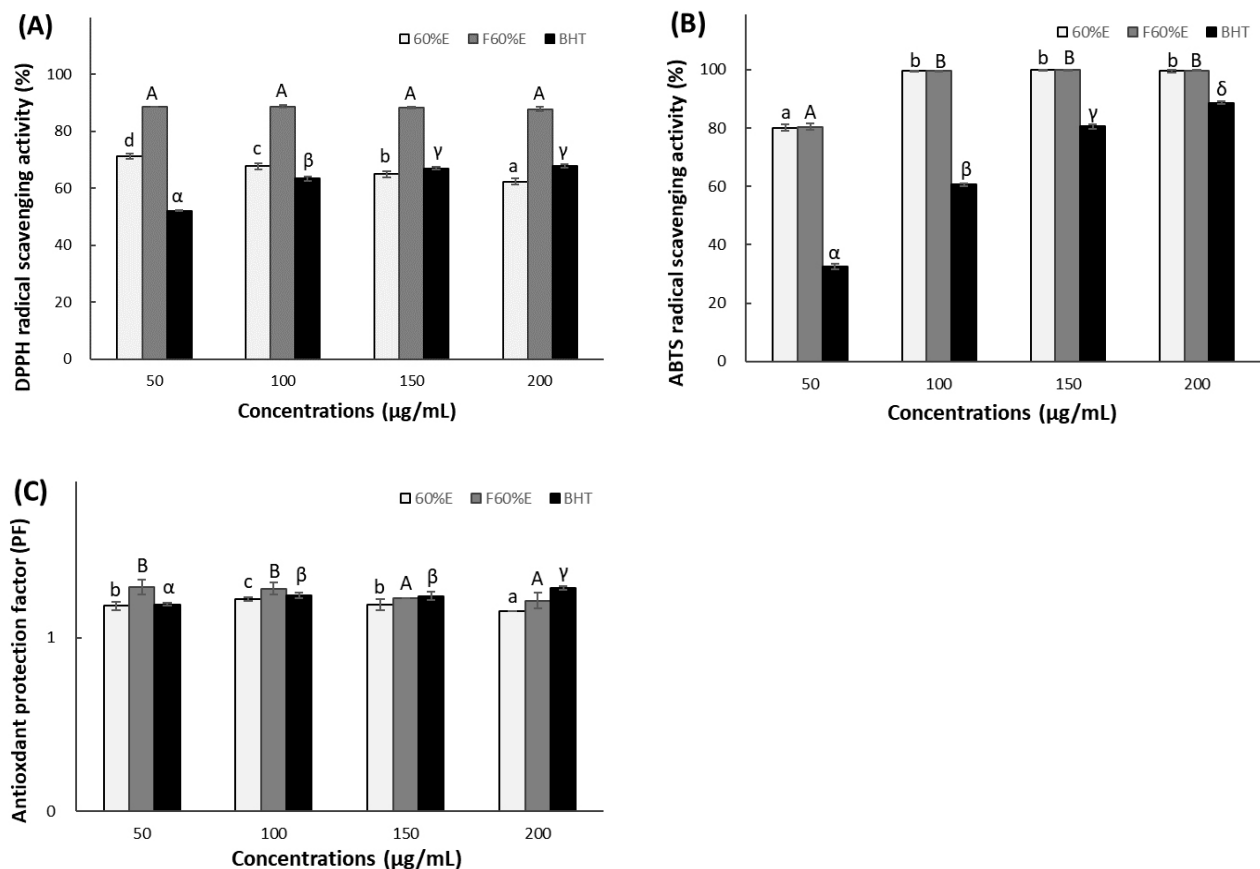 (A)
60%E F60%E BHT
DPPH radical scavenging activity (%)
100
80
60
40
20
0
d A α
c A β
b A γ
a A γ
50 100 150 200
Concentrations (µg/mL)
(B)
60%E F60%E BHT
ABTS radical scavenging activity (%)
100
80
60
40
20
0
a A α
b B β
b B γ
b B δ
50 100 150 200
Concentrations (µg/mL)
(C)
60%E F60%E BHT
Antioxdant protection factor (PF)
1
0
b B α
c B β
b A β
a A γ
50 100 150 200
Concentrations (µg/mL)